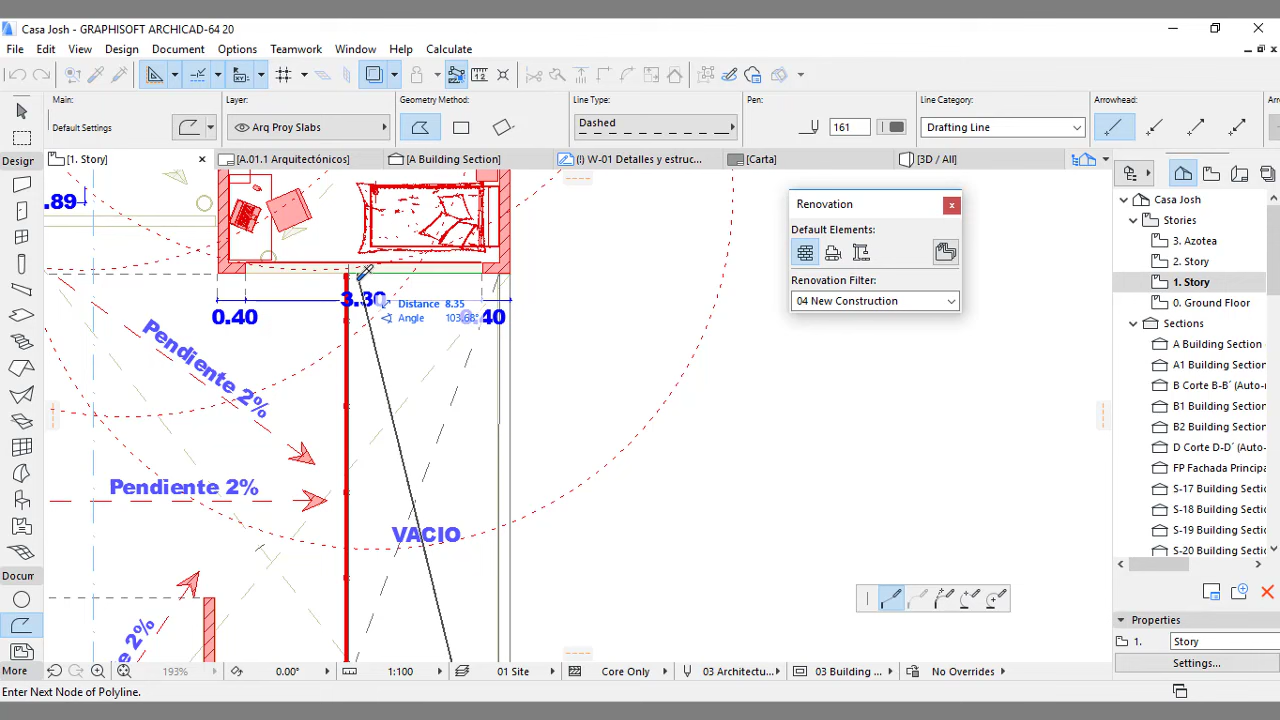 Casa Josh - GRAPHISOFT ARCHICAD-64 20
File Edit View Design Document Options Teamwork Window Help Calculate
Main:
Default Settings
Layer:
Arq Proy Slabs
Geometry Method:
Line Type:
Dashed
Pen:
161
Line Category:
Drafting Line
Arrowhead:
Design
[1. Story]
[A.01.1 Arquitectónicos]
[A Building Section]
(!) W-01 Detalles y estruc...
[Carta]
[3D / All]
.89
3.30
0.40
0.40
Distance 8.35
Angle 103.68°
Pendiente 2%
Pendiente 2%
VACIO
e 2%
Renovation
Default Elements:
Renovation Filter:
04 New Construction
Casa Josh
Stories
3. Azotea
2. Story
1. Story
0. Ground Floor
Sections
A Building Section
A1 Building Section
B Corte B-B´ (Auto-r
B1 Building Section
B2 Building Section
D Corte D-D´ (Auto-
FP Fachada Principa
S-17 Building Sectio
S-18 Building Sectio
S-19 Building Sectio
S-20 Building Sectio
Docum
More
Properties
1.
Story
Settings...
193%
0.00°
1:100
01 Site
Core Only
03 Architectu...
03 Building ...
No Overrides
Enter Next Node of Polyline.